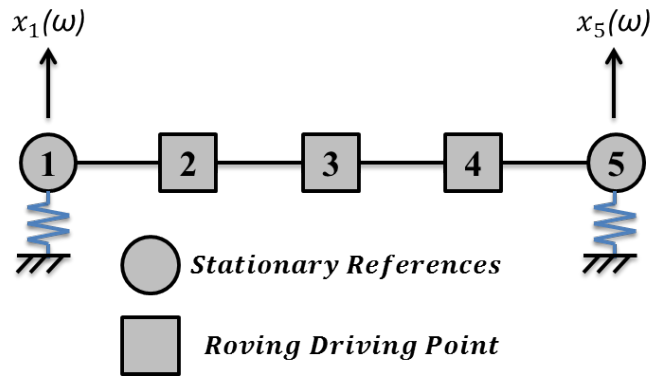 x₁(ω) x₅(ω)
1 2 3 4 5
Stationary References
Roving Driving Point